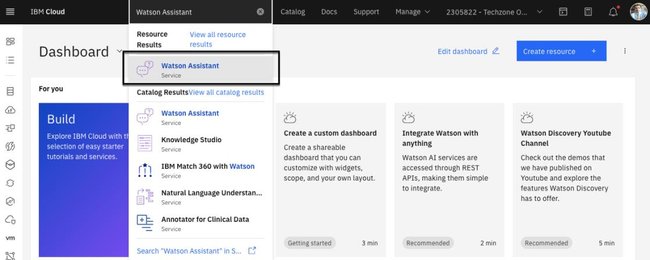 IBM Cloud
Watson Assistant
Catalog
Docs
Support
Manage
2305822 - Techzone O...
Resource Results
View all resource results
Watson Assistant
Service
Catalog Results
View all catalog results
Watson Assistant
Service
Knowledge Studio
Service
IBM Match 360 with Watson
Service
Natural Language Understan...
Service
Annotator for Clinical Data
Service
Search "Watson Assistant" in S...
Dashboard
Edit dashboard
Create resource +
For you
Build
Explore IBM Cloud with th
selection of easy starter
tutorials and services.
Create a custom dashboard
Create a shareable
dashboard that you can
customize with widgets,
scope, and your own layout.
Getting started
3 min
Integrate Watson with
anything
Watson AI services are
accessed through REST
APIs, making them simple
to integrate.
Recommended
2 min
Watson Discovery Youtube
Channel
Check out the demos that
we have published on
Youtube and explore the
features Watson Discovery
has to offer.
Recommended
5 min
vm